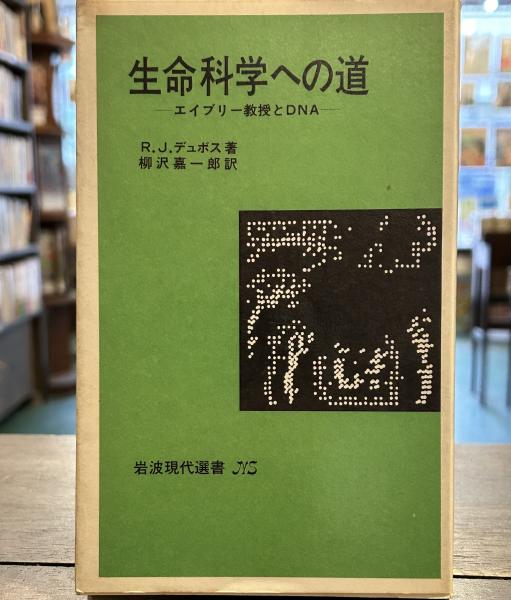 生命科学への道
―エイブリー教授とDNA―
R.J.デュボス著
柳沢嘉一郎訳
岩波現代選書 NS